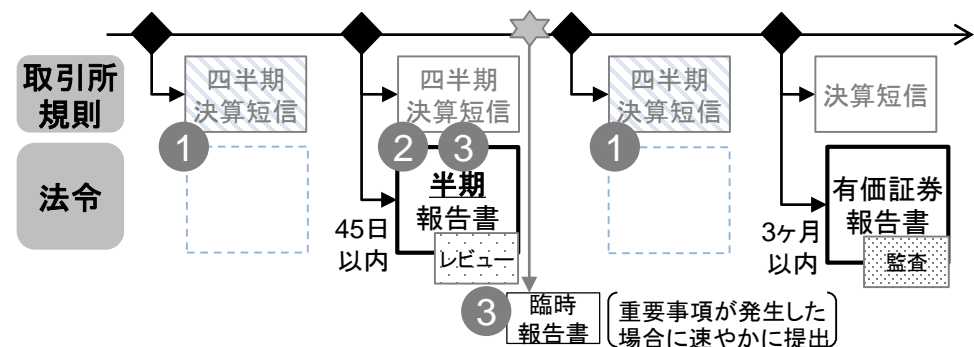 取引所
規則
四半期
決算短信
四半期
決算短信
四半期
決算短信
決算短信
1
2
3
1
法令
半期
報告書
レビュー
45日
以内
有価証券
報告書
監査
3ヶ月
以内
3
臨時
報告書
重要事項が発生した
場合に速やかに提出